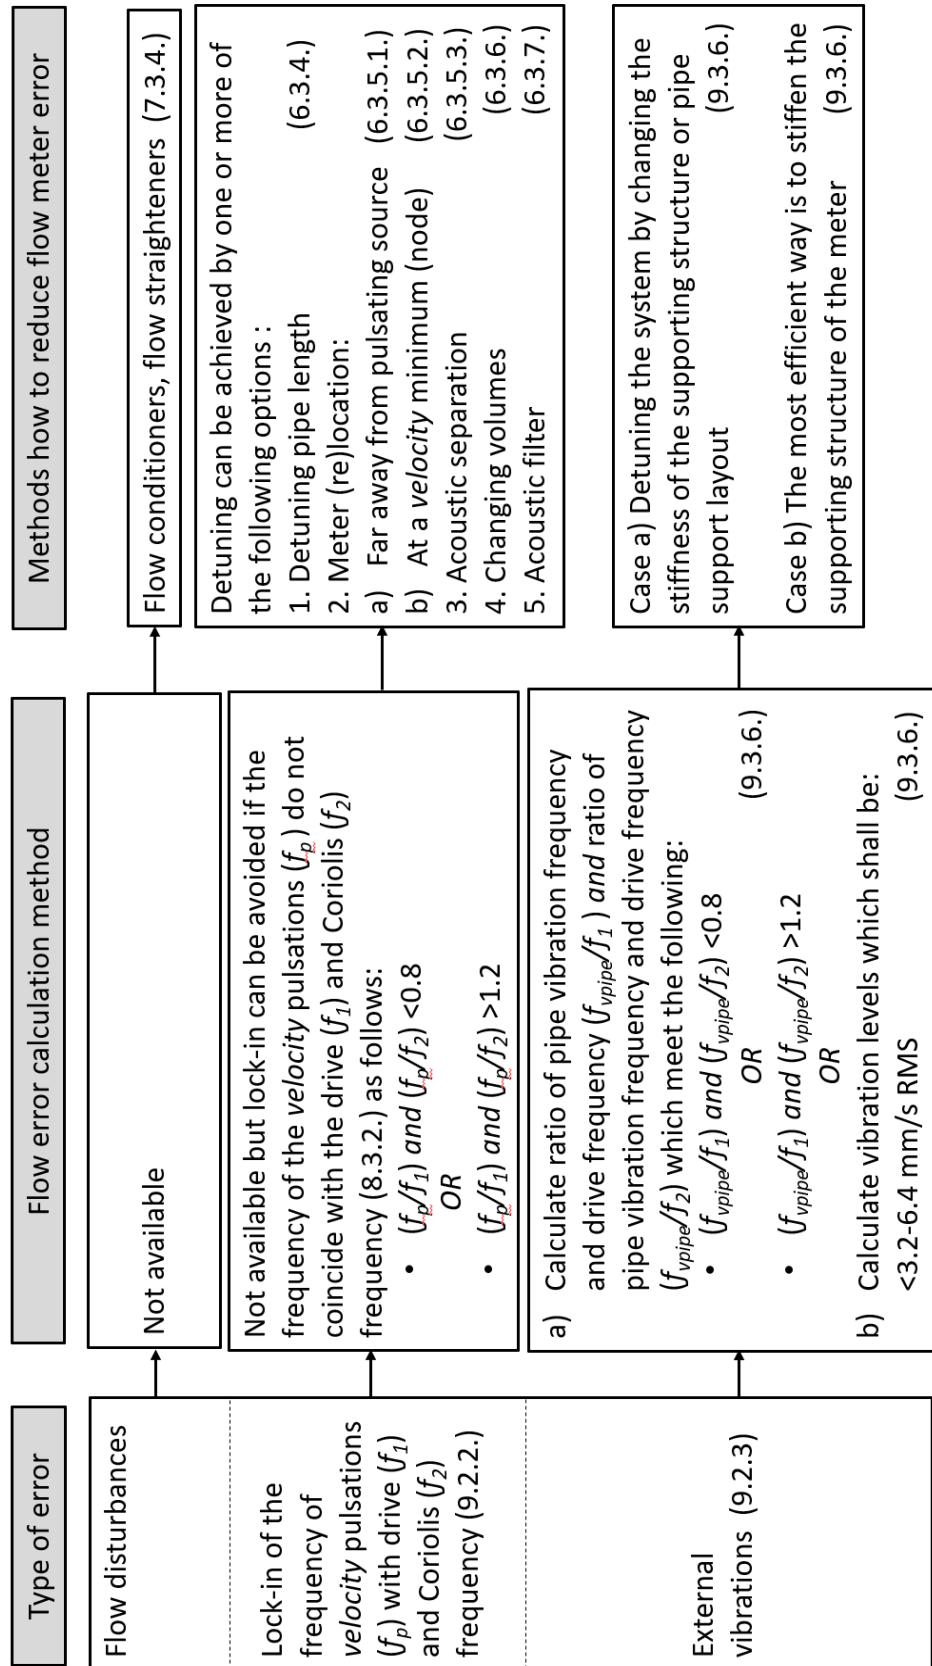 Type of error
Flow error calculation method
Methods how to reduce flow meter error
Flow disturbances
Not available
Flow conditioners, flow straighteners (7.3.4.)
Lock-in of the
frequency of
velocity pulsations
(fp) with drive (f1)
and Coriolis (f2)
frequency (9.2.2.)
Not available but lock-in can be avoided if the
frequency of the velocity pulsations (fp) do not
coincide with the drive (f1) and Coriolis (f2)
frequency (8.3.2.) as follows:
• (fp/f1) and (fp/f2) <0.8
OR
• (fp/f1) and (fp/f2) >1.2
Detuning can be achieved by one or more of
the following options :
1. Detuning pipe length (6.3.4.)
2. Meter (re)location:
a) Far away from pulsating source (6.3.5.1.)
b) At a velocity minimum (node) (6.3.5.2.)
3. Acoustic separation (6.3.5.3.)
4. Changing volumes (6.3.6.)
5. Acoustic filter (6.3.7.)
External
vibrations (9.2.3)
a) Calculate ratio of pipe vibration frequency
and drive frequency (fvpipe/f1) and ratio of
pipe vibration frequency and drive frequency
(fvpipe/f2) which meet the following:
• (fvpipe/f1) and (fvpipe/f2) <0.8 (9.3.6.)
OR
• (fvpipe/f1) and (fvpipe/f2) >1.2
OR
b) Calculate vibration levels which shall be:
<3.2-6.4 mm/s RMS (9.3.6.)
Case a) Detuning the system by changing the
stiffness of the supporting structure or pipe
support layout (9.3.6.)
Case b) The most efficient way is to stiffen the
supporting structure of the meter (9.3.6.)